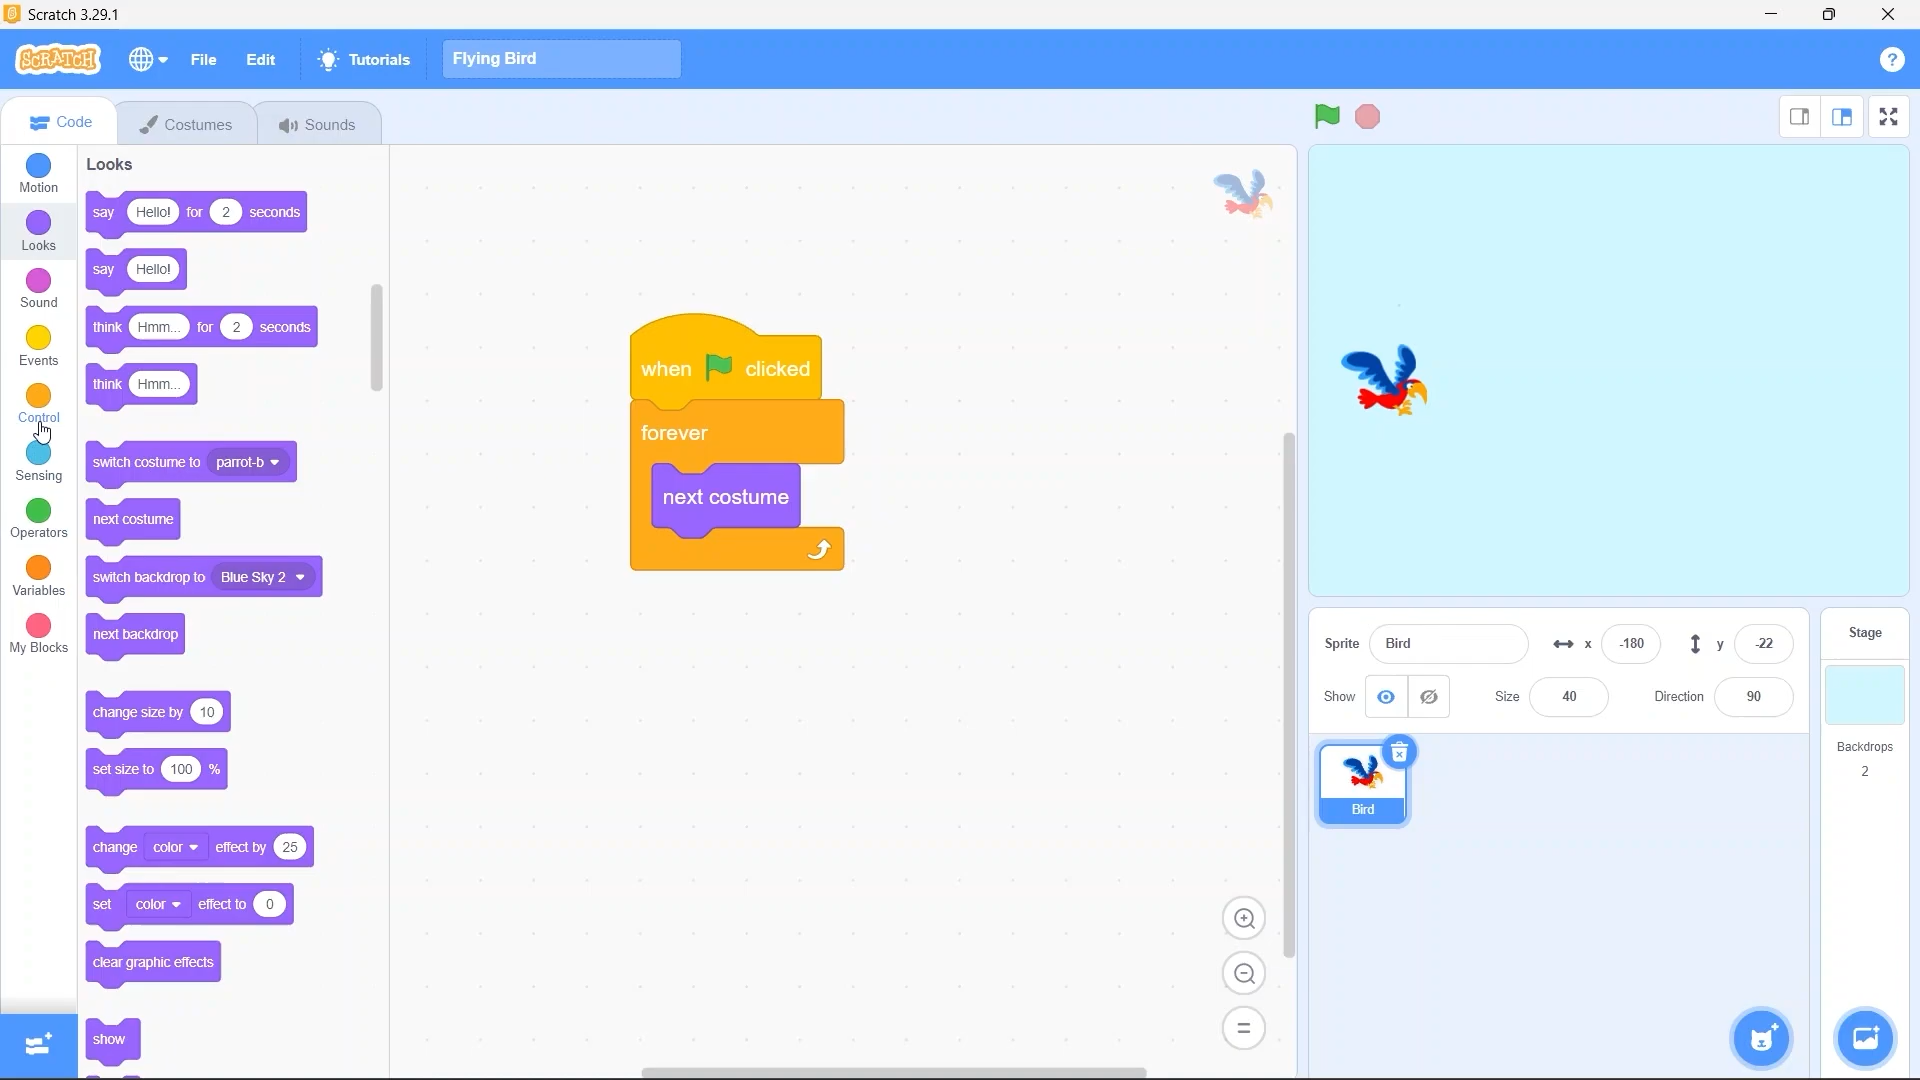 Scratch 3.29.1
SCRATCH File Edit Tutorials Flying Bird ?
Code Costumes Sounds
Motion
Looks
Sound
Events
Control
Sensing
Operators
Variables
My Blocks
Looks
say Hello! for 2 seconds
say Hello!
think Hmm... for 2 seconds
think Hmm...
switch costume to parrot-b
next costume
switch backdrop to Blue Sky 2
next backdrop
change size by 10
set size to 100 %
change color effect by 25
set color effect to 0
clear graphic effects
show
when clicked
forever
next costume
Sprite Bird x -180 y -22
Show Size 40 Direction 90
Bird
Stage
Backdrops
2